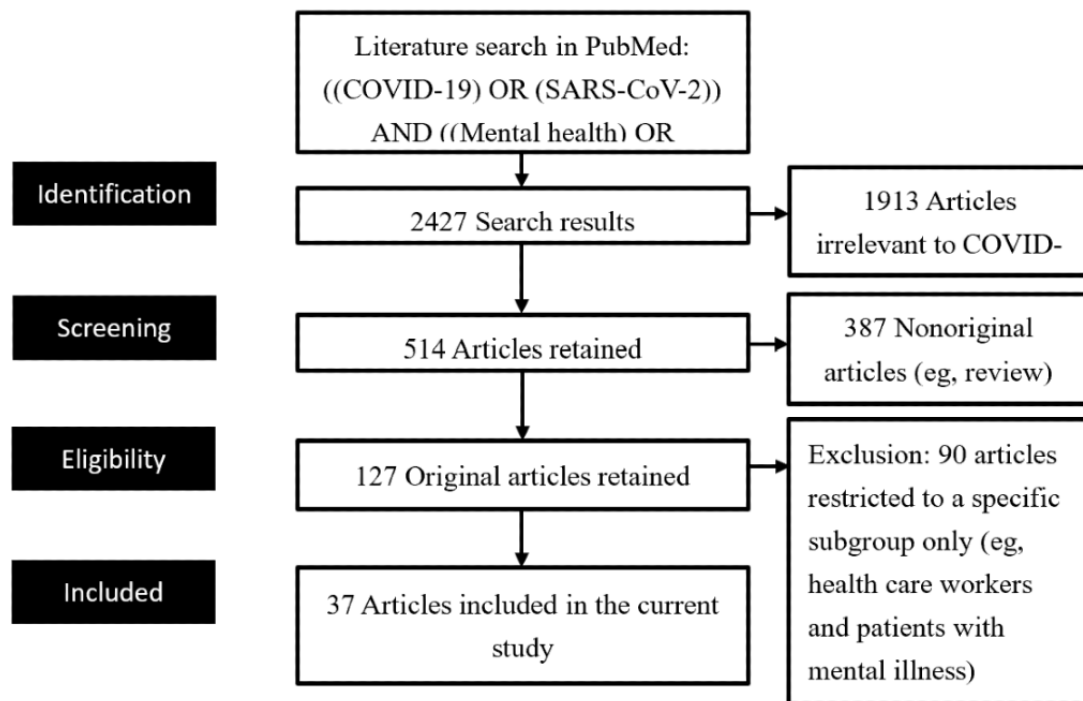 Literature search in PubMed:
((COVID-19) OR (SARS-CoV-2))
AND ((Mental health) OR
Identification
2427 Search results
1913 Articles
irrelevant to COVID-
Screening
514 Articles retained
387 Nonoriginal
articles (eg, review)
Eligibility
127 Original articles retained
Exclusion: 90 articles
restricted to a specific
subgroup only (eg,
health care workers
and patients with
mental illness)
Included
37 Articles included in the current
study